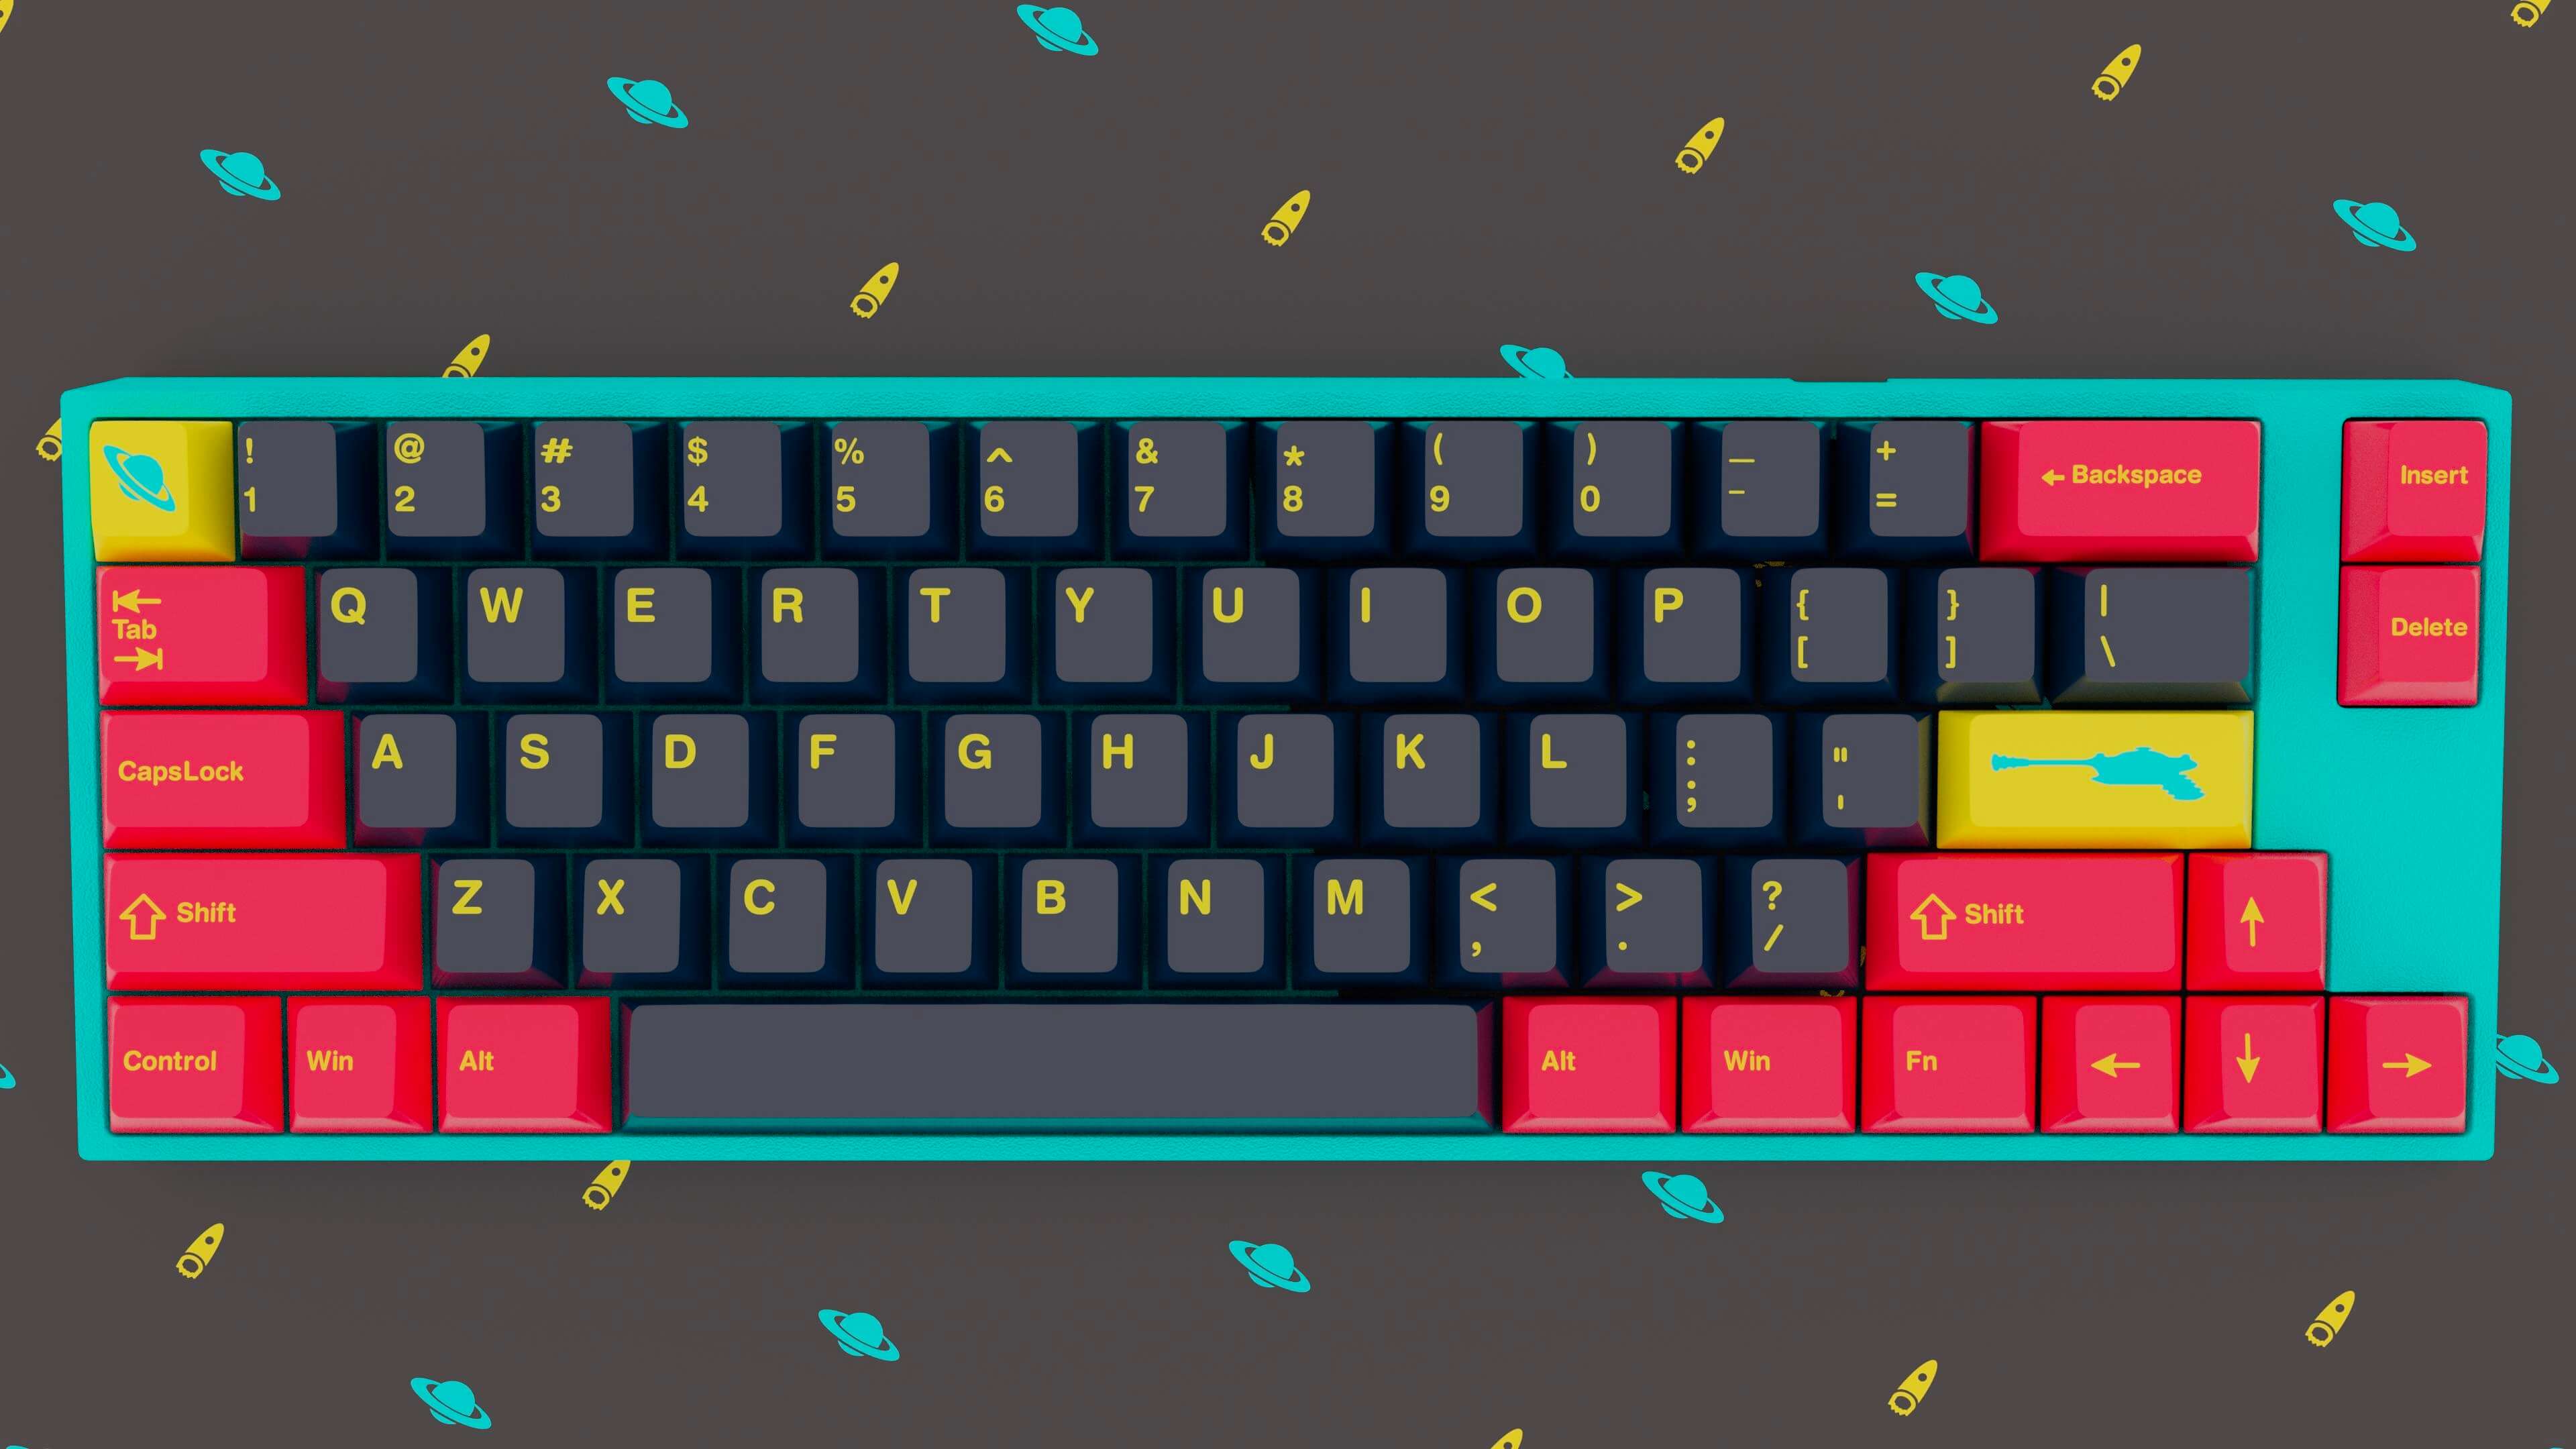 ! @ # $ % ^ & * ( ) _ +
1 2 3 4 5 6 7 8 9 0 - = ← Backspace Insert
⇤
Tab Q W E R T Y U I O P { } | Delete
⇥ [ ] \
CapsLock A S D F G H J K L : "
; '
⇧ Shift Z X C V B N M < > ? ⇧ Shift ↑
, . /
Control Win Alt Alt Win Fn ← ↓ →